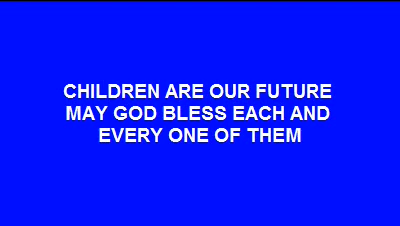 CHILDREN ARE OUR FUTURE
MAY GOD BLESS EACH AND
EVERY ONE OF THEM